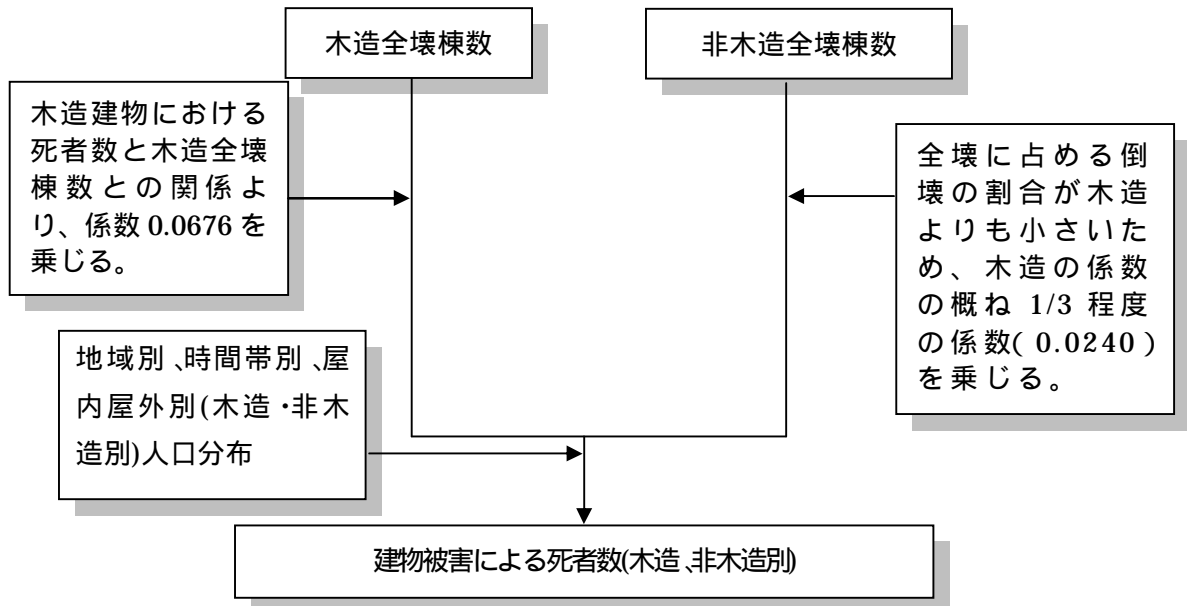 木造全壊棟数
非木造全壊棟数
木造建物における
死者数と木造全壊
棟数との関係よ
り、係数 0.0676 を
乗じる。
全壊に占める倒
壊の割合が木造
よりも小さいた
め、木造の係数
の概ね 1/3 程度
の係数( 0.0240 )
を乗じる。
地域別、時間帯別、屋
内屋外別(木造・非木
造別)人口分布
建物被害による死者数(木造、非木造別)